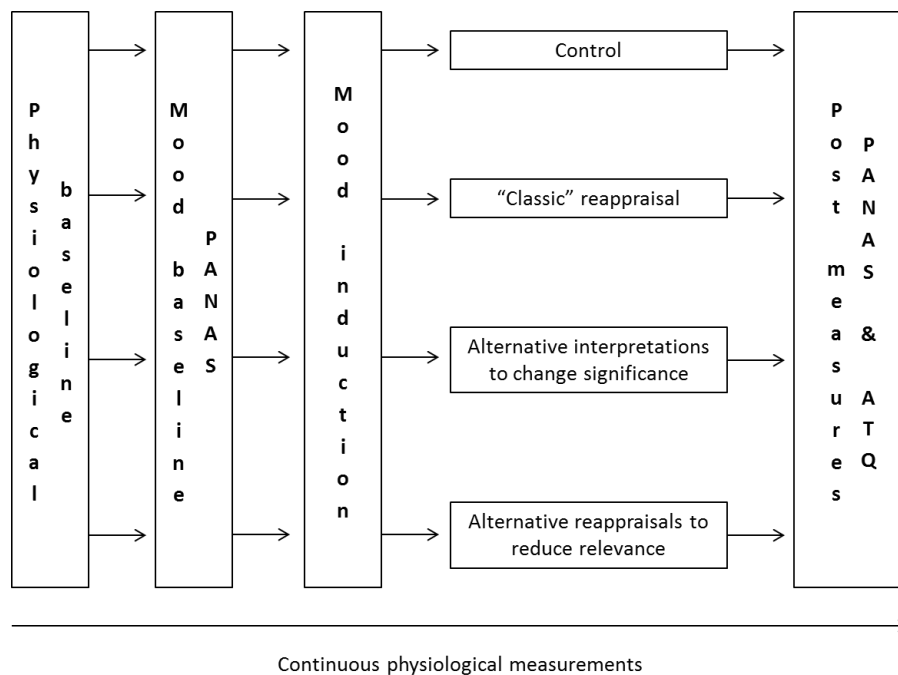 Physiological
baseline
Mood baseline
PANAS
Mood induction
Control
“Classic” reappraisal
Alternative interpretations
to change significance
Alternative reappraisals to
reduce relevance
Post measures
PANAS & ATQ
Continuous physiological measurements